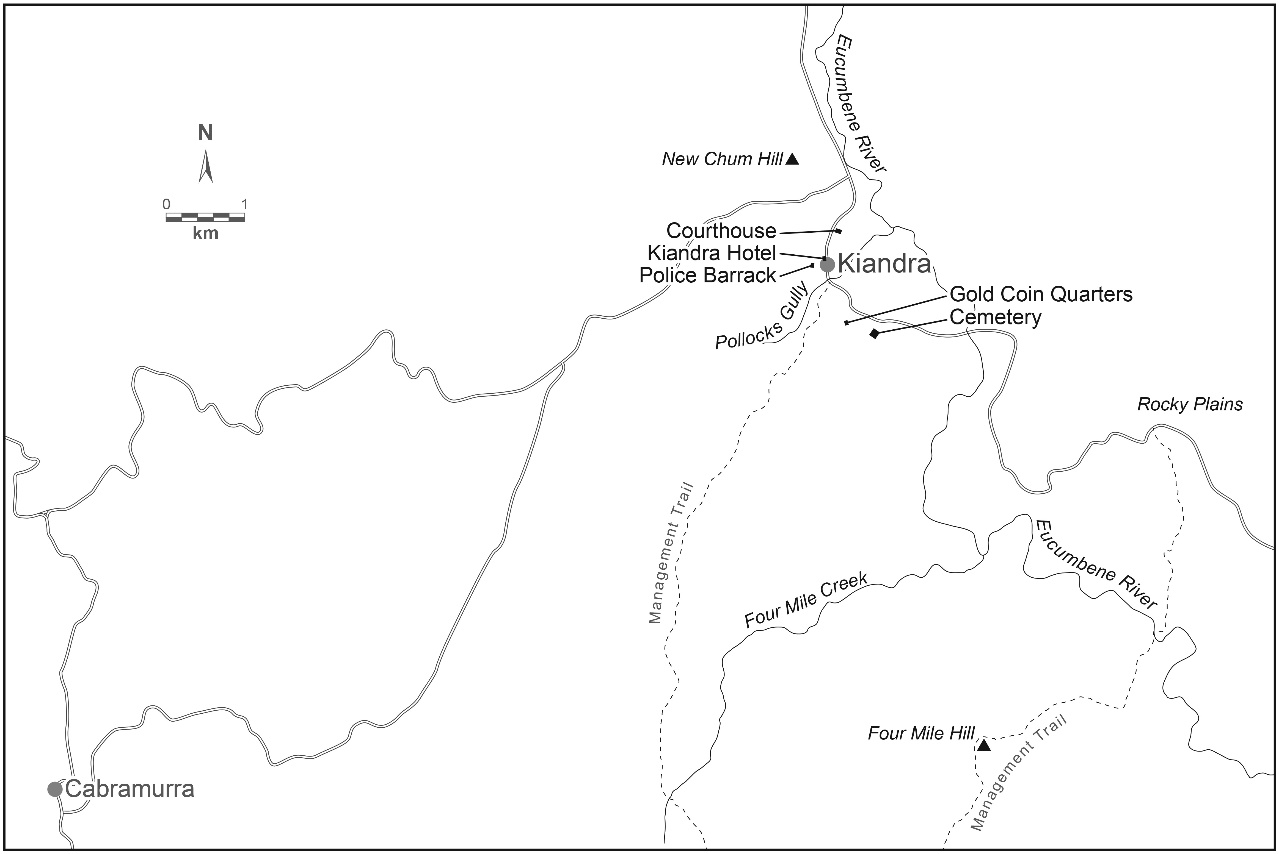 Eucumbene River
N
New Chum Hill
0 1
km
Courthouse
Kiandra Hotel
Kiandra
Police Barrack
Gold Coin Quarters
Pollocks Gully
Cemetery
Rocky Plains
Management Trail
Eucumbene River
Four Mile Creek
Four Mile Hill
Management Trail
Cabramurra